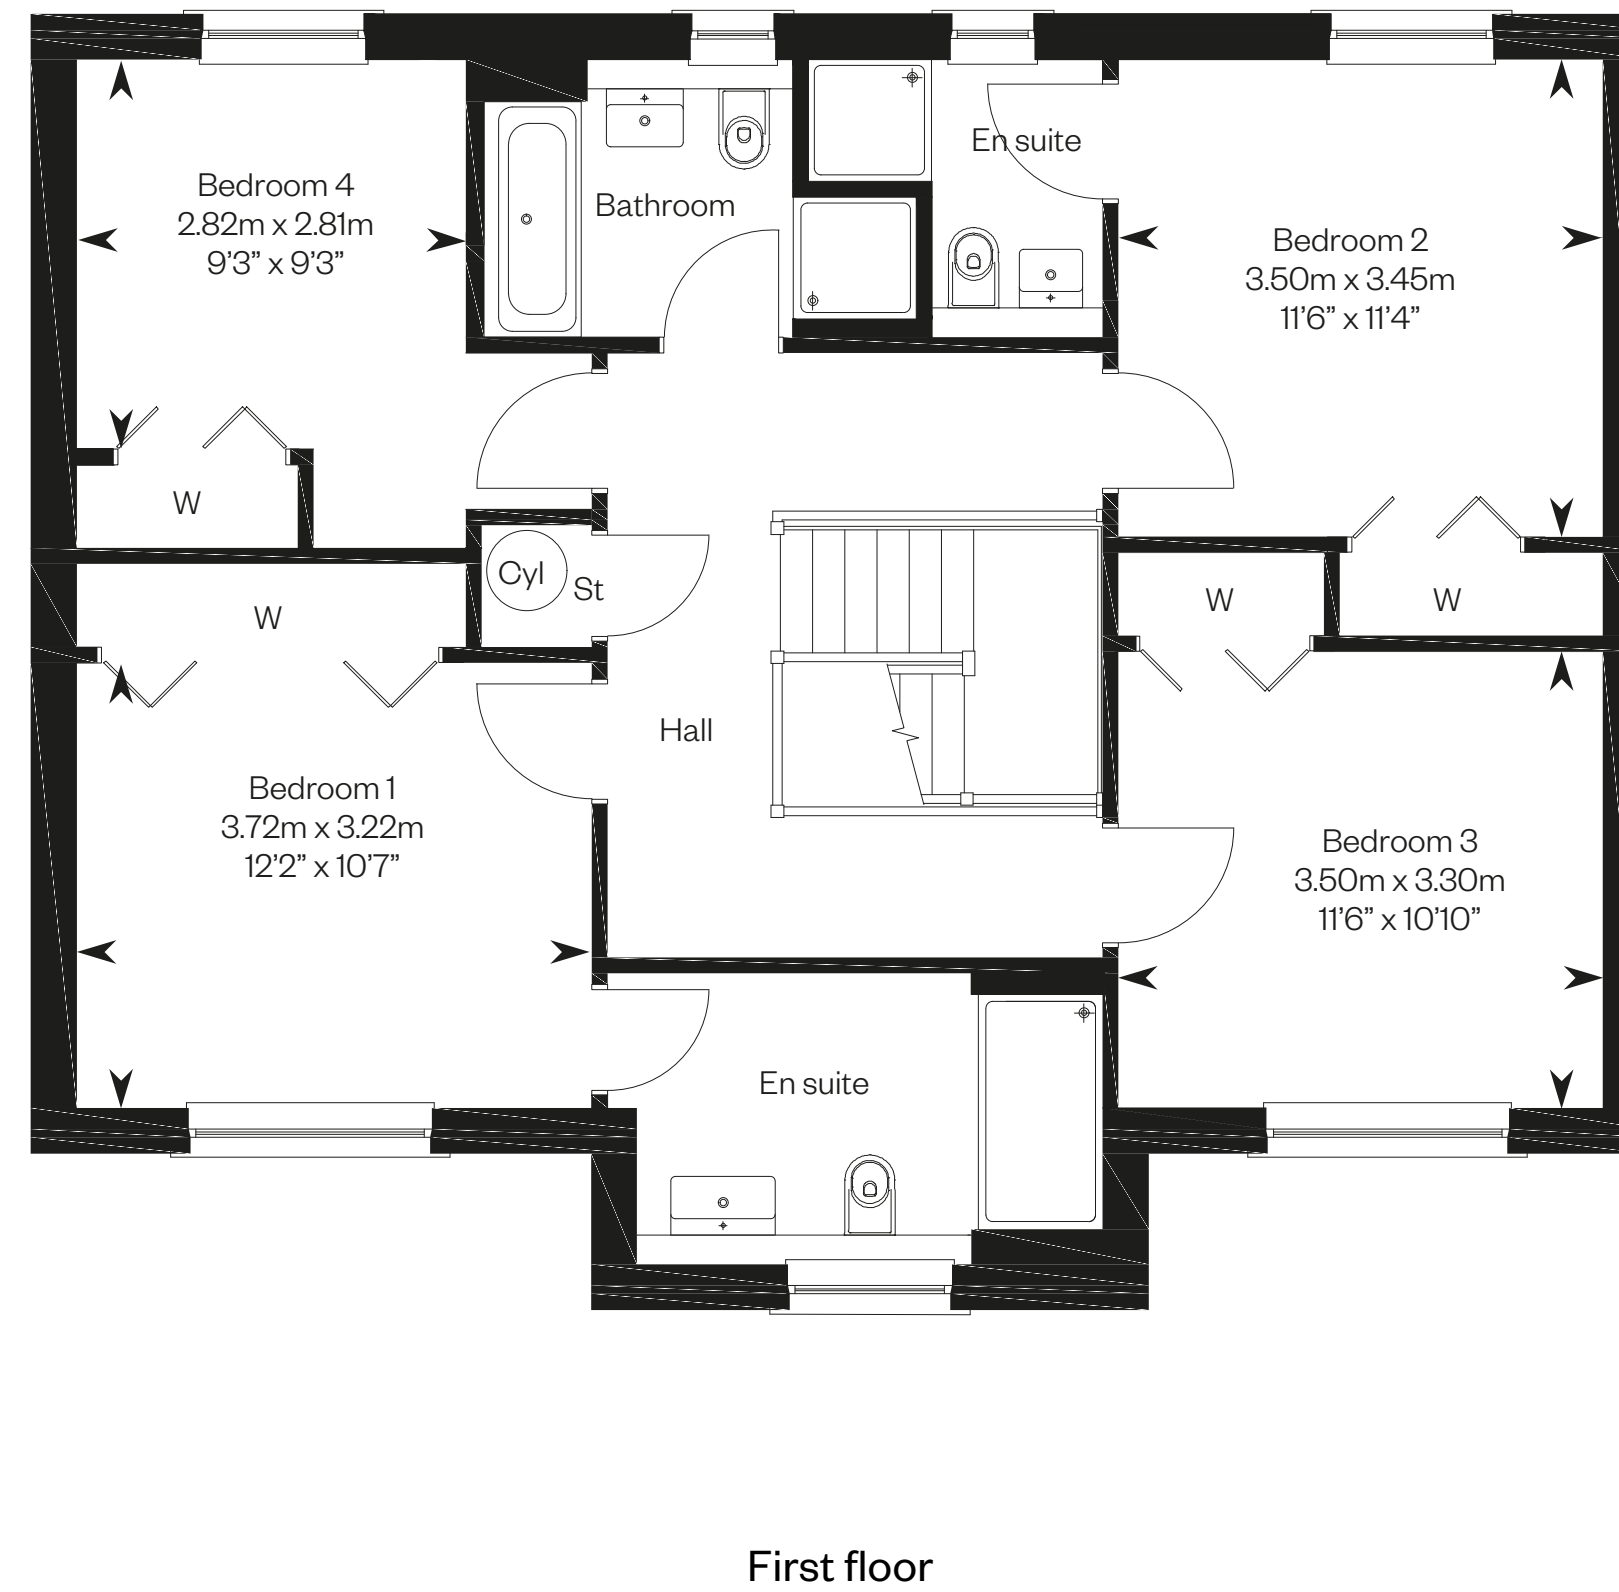 En suite
Bedroom 4
2.82m x 2.81m
9’3” x 9’3”
Bathroom
Bedroom 2
3.50m x 3.45m
11’6” x 11’4”
W
Cyl
St
W
W
W
Hall
Bedroom 1
3.72m x 3.22m
12’2” x 10’7”
Bedroom 3
3.50m x 3.30m
11’6” x 10’10”
En suite
First floor